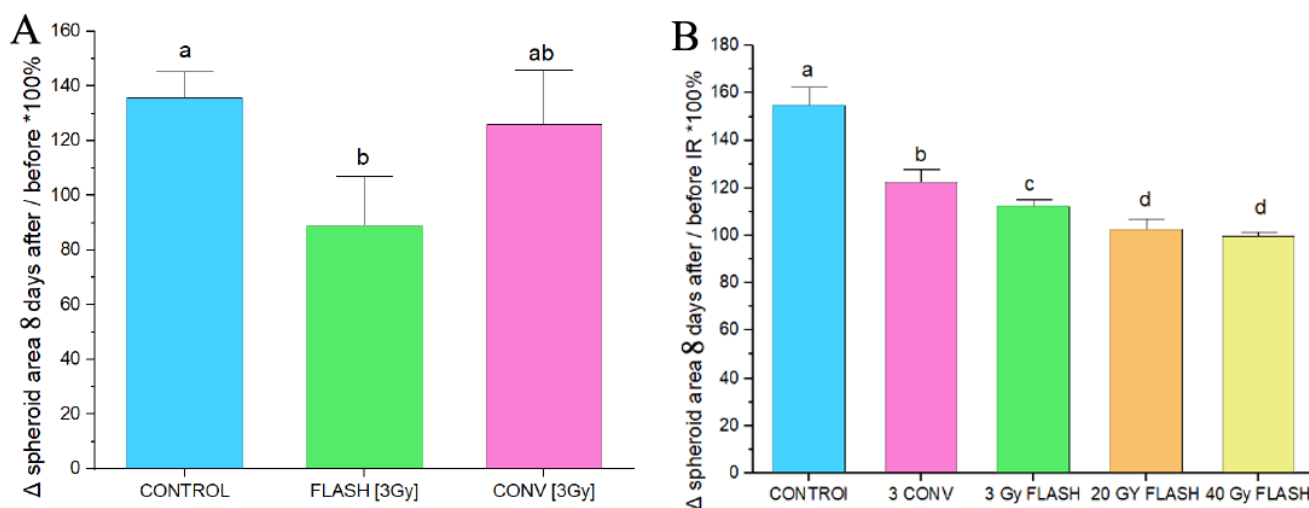 A
Δ spheroid area 8 days after / before *100%
160
140
120
100
80
60
40
20
0
a
b
ab
CONTROL
FLASH [3Gy]
CONV [3Gy]
B
Δ spheroid area 8 days after / before IR *100%
180
160
140
120
100
80
60
40
20
0
a
b
c
d
d
CONTROl
3 CONV
3 Gy FLASH
20 GY FLASH
40 Gy FLASH